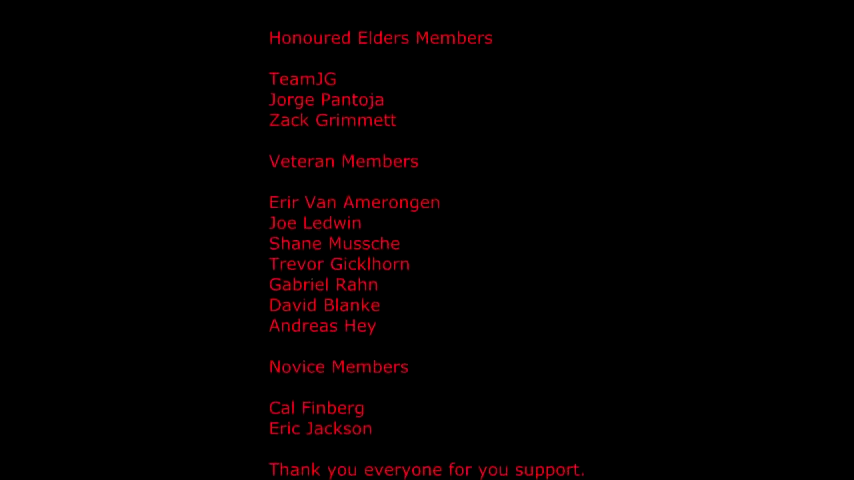 Honoured Elders Members
TeamJG
Jorge Pantoja
Zack Grimmett
Veteran Members
Erir Van Amerongen
Joe Ledwin
Shane Mussche
Trevor Gicklhorn
Gabriel Rahn
David Blanke
Andreas Hey
Novice Members
Cal Finberg
Eric Jackson
Thank you everyone for you support.